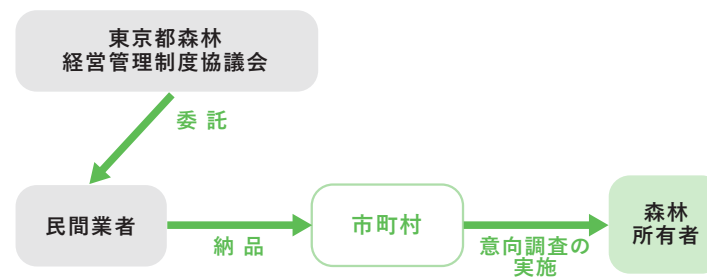 東京都森林
経営管理制度協議会
委託
民間業者
納品
市町村
意向調査の
実施
森林
所有者